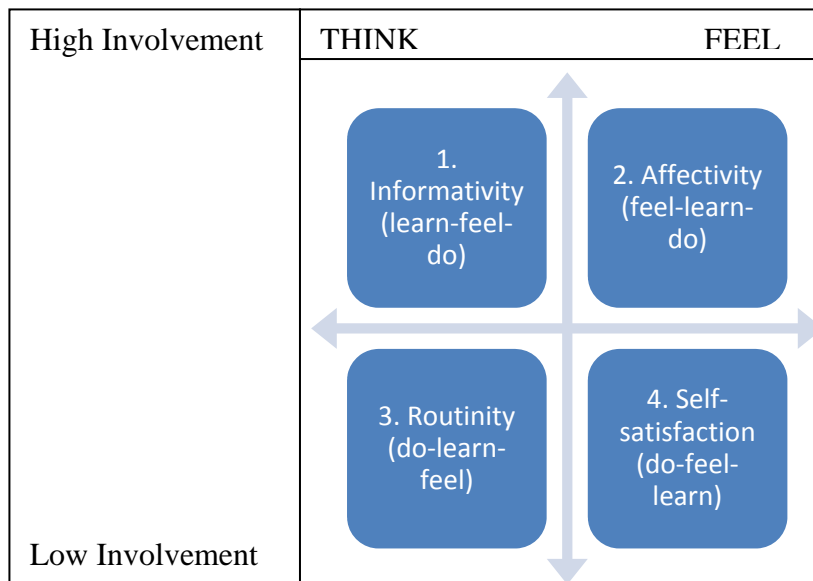 High Involvement
THINK FEEL
1.
Informativity
(learn-feel-
do)
2. Affectivity
(feel-learn-
do)
3. Routinity
(do-learn-
feel)
4. Self-
satisfaction
(do-feel-
learn)
Low Involvement